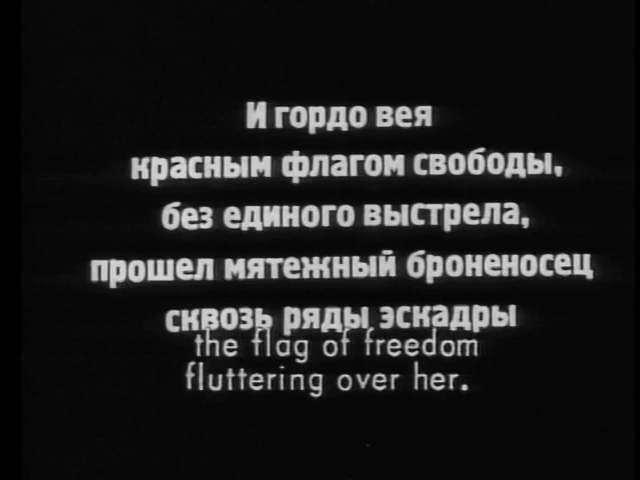 И гордо вея
красным флагом свободы,
без единого выстрела,
прошел мятежный броненосец
сквозь ряды эскадры
the flag of freedom
fluttering over her.